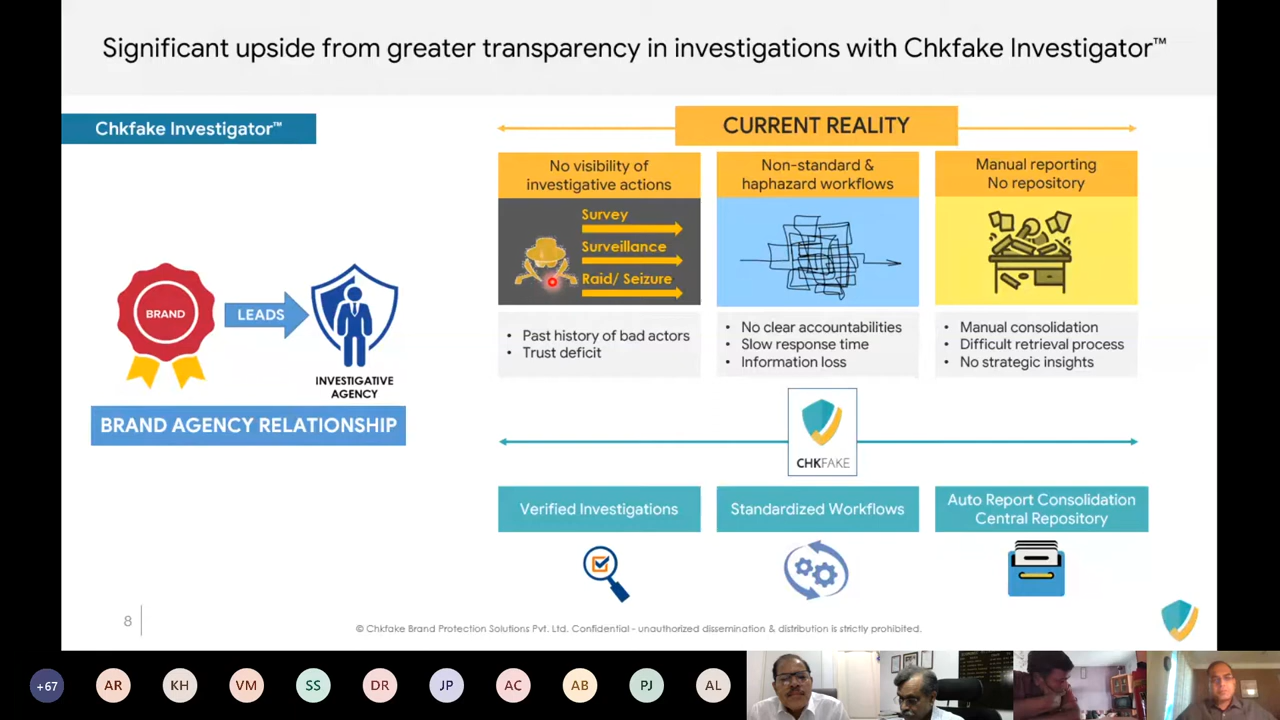 Significant upside from greater transparency in investigations with Chkfake Investigator™
Chkfake Investigator™
CURRENT REALITY
No visibility of
investigative actions
Non-standard &
haphazard workflows
Manual reporting
No repository
Survey
Surveillance
Raid/ Seizure
BRAND
LEADS
INVESTIGATIVE
AGENCY
BRAND AGENCY RELATIONSHIP
• Past history of bad actors
• Trust deficit
• No clear accountabilities
• Slow response time
• Information loss
• Manual consolidation
• Difficult retrieval process
• No strategic insights
CHKFAKE
Verified Investigations
Standardized Workflows
Auto Report Consolidation
Central Repository
8
© Chkfake Brand Protection Solutions Pvt. Ltd. Confidential - unauthorized dissemination & distribution is strictly prohibited.
+67
AR
KH
VM
SS
DR
JP
AC
AB
PJ
AL